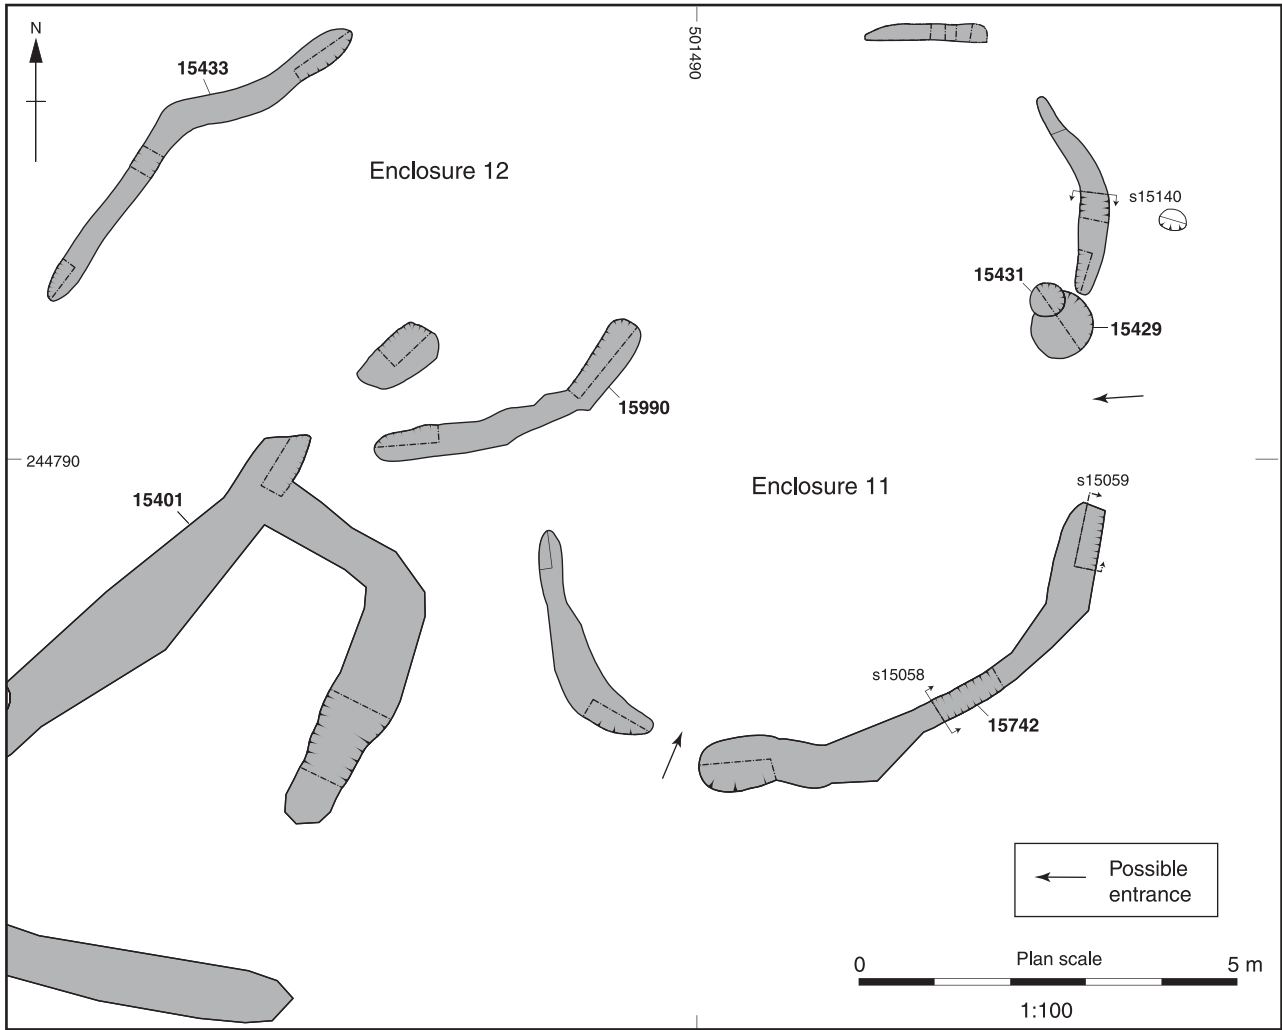 N
501490
15433
Enclosure 12
s15140
15431
15429
15990
244790
Enclosure 11
s15059
15401
s15058
15742
Possible
entrance
Plan scale
0
5 m
1:100